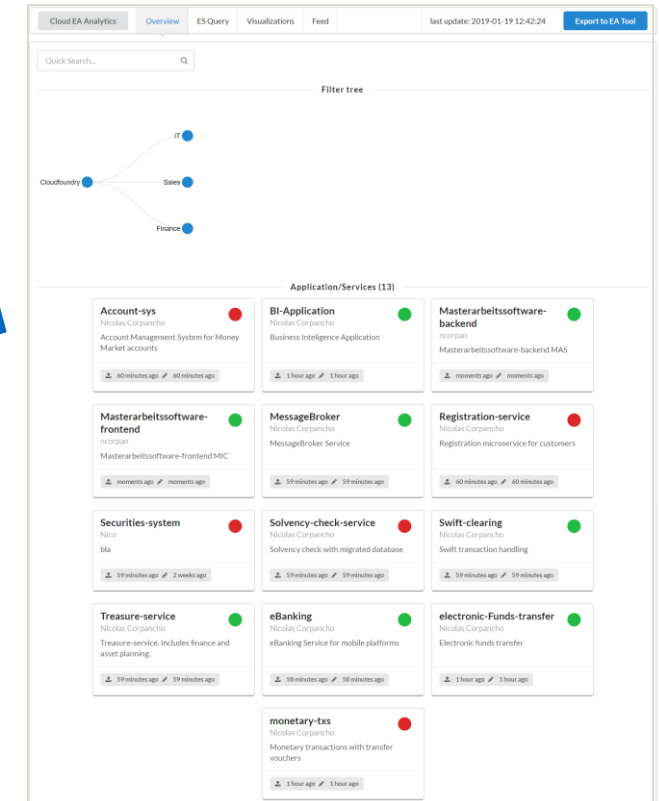 Cloud EA Analytics Overview ES Query Visualizations Feed last update: 2019-01-19 12:42:24 Export to EA Tool
Quick Search...
Filter tree
IT
Cloudfoundry Sales
Finance
Application/Services (13)
Account-sys
Nicolas Corpancho
Account Management System for Money
Market accounts
60 minutes ago 60 minutes ago
BI-Application
Nicolas Corpancho
Business Inteligence Application
1 hour ago 1 hour ago
Masterarbeitssoftware-
backend
ncorpan
Masterarbeitssoftware-backend MAS
moments ago moments ago
Masterarbeitssoftware-
frontend
ncorpan
Masterarbeitssoftware-frontend MIC
moments ago moments ago
MessageBroker
Nicolas Corpancho
MessageBroker Service
59 minutes ago 59 minutes ago
Registration-service
Nicolas Corpancho
Registration microservice for customers
60 minutes ago 60 minutes ago
Securities-system
Nico
bla
59 minutes ago 2 weeks ago
Solvency-check-service
Nicolas Corpancho
Solvency check with migrated database
59 minutes ago 59 minutes ago
Swift-clearing
Nicolas Corpancho
Swift transaction handling
59 minutes ago 59 minutes ago
Treasure-service
Nicolas Corpancho
Treasure-service. Includes finance and
asset planning.
59 minutes ago 59 minutes ago
eBanking
Nicolas Corpancho
eBanking Service for mobile platforms
58 minutes ago 58 minutes ago
electronic-Funds-transfer
Nicolas Corpancho
Electronic funds transfer
1 hour ago 1 hour ago
monetary-txs
Nicolas Corpancho
Monetary transactions with transfer
vouchers
1 hour ago 1 hour ago